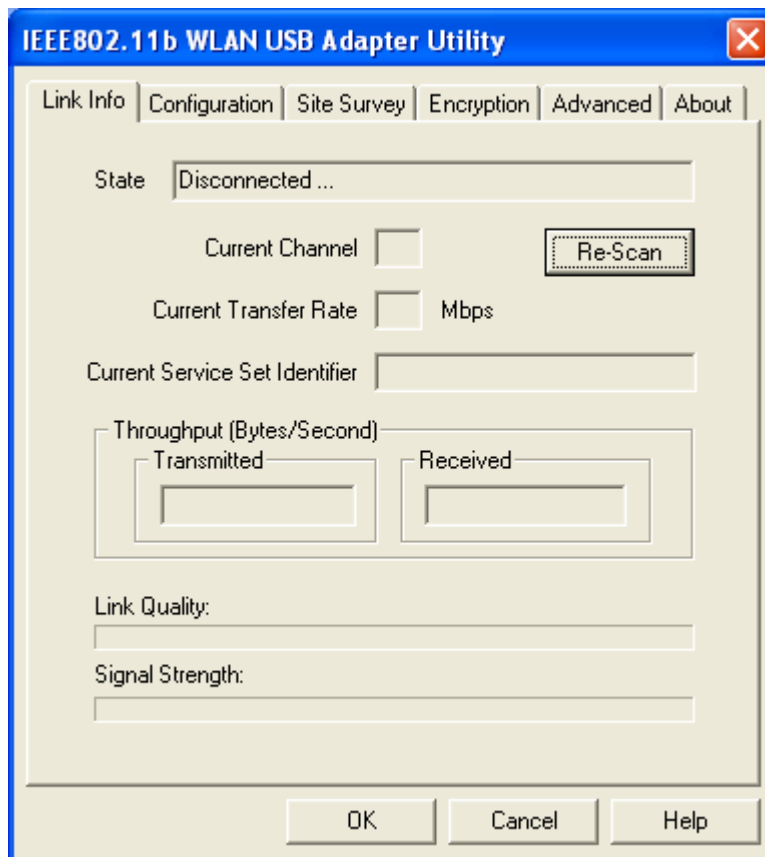 IEEE802.11b WLAN USB Adapter Utility
Link Info Configuration Site Survey Encryption Advanced About
State Disconnected ...
Current Channel Re-Scan
Current Transfer Rate Mbps
Current Service Set Identifier
Throughput (Bytes/Second)
Transmitted Received
Link Quality:
Signal Strength:
OK Cancel Help